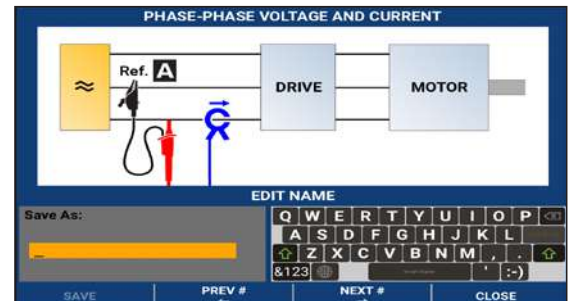 PHASE-PHASE VOLTAGE AND CURRENT
Ref. A
≈
DRIVE
MOTOR
EDIT NAME
Save As:
_
Q W E R T Y U I O P
A S D F G H J K L
Z X C V B N M , .
&123 ' :-)
SAVE
PREV #
NEXT #
CLOSE